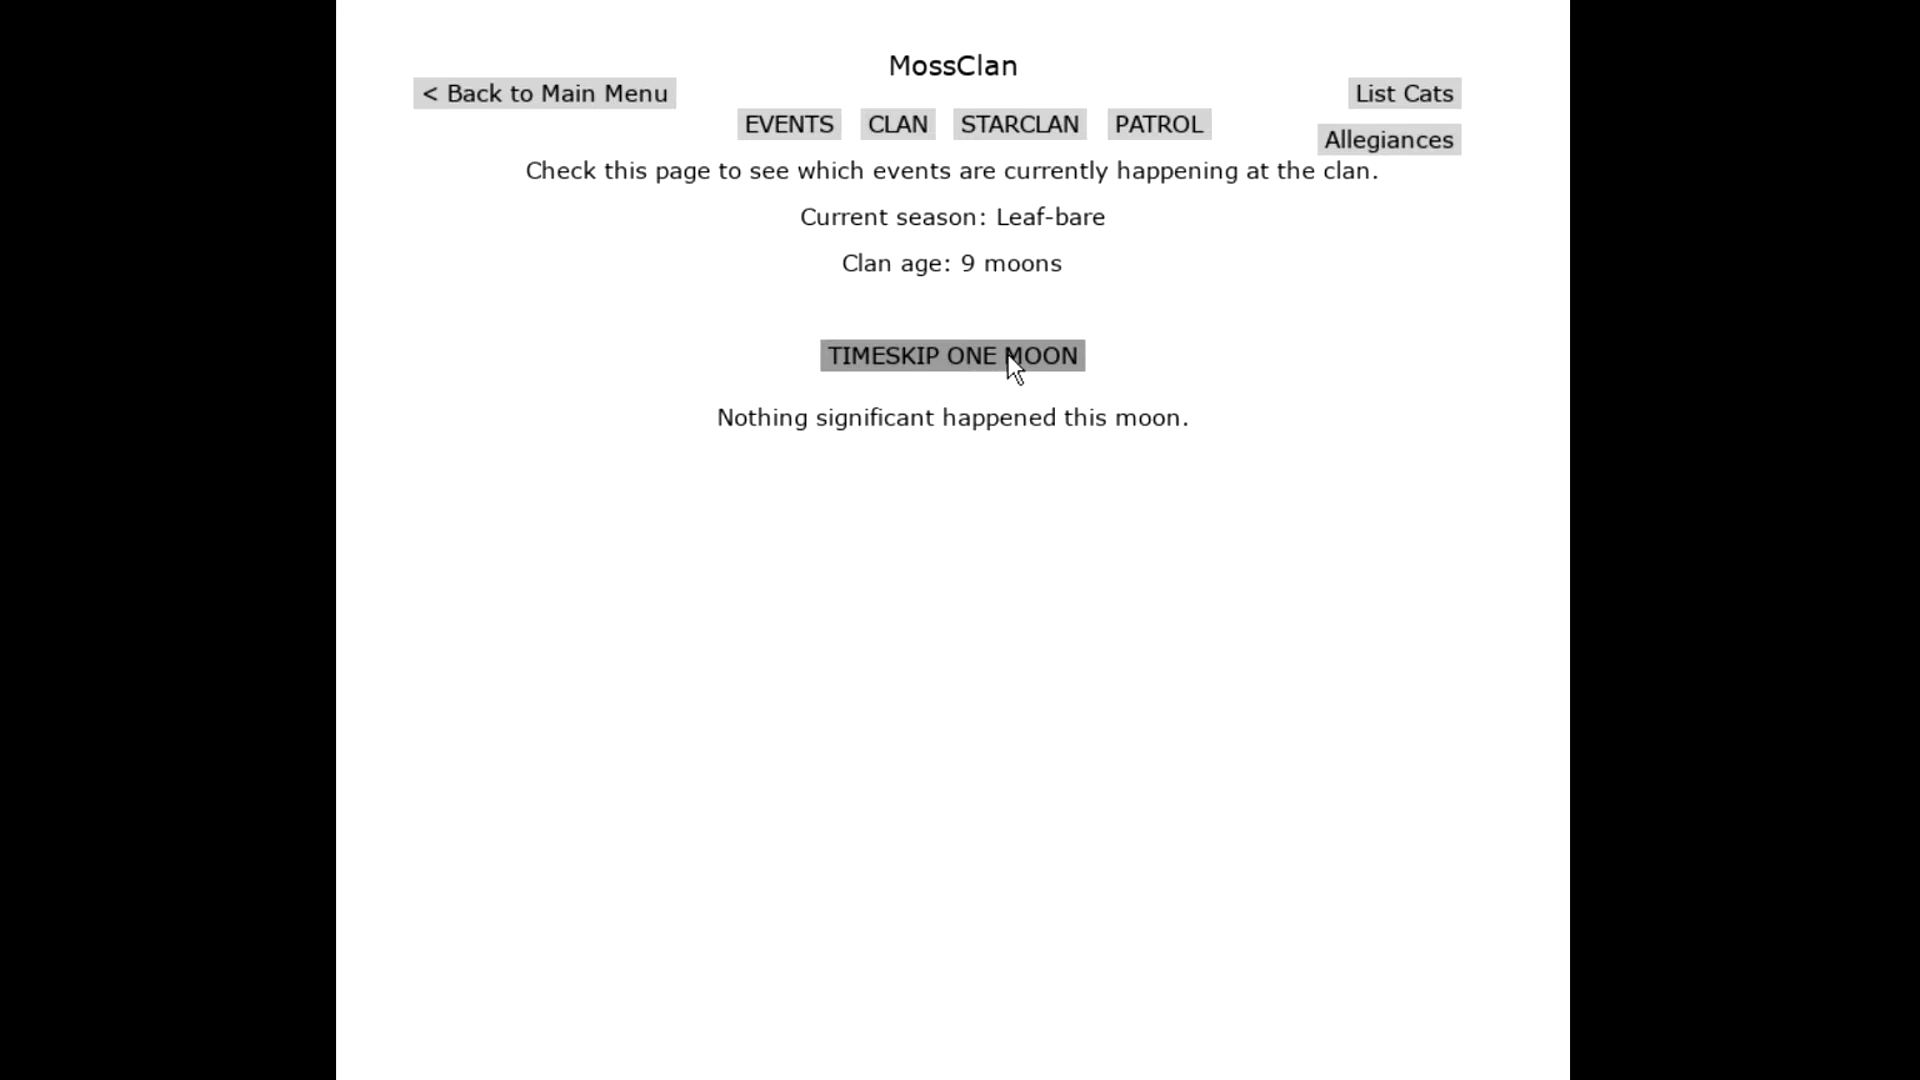 MossClan
< Back to Main Menu
List Cats
EVENTS CLAN STARCLAN PATROL
Allegiances
Check this page to see which events are currently happening at the clan.
Current season: Leaf-bare
Clan age: 9 moons
TIMESKIP ONE MOON
Nothing significant happened this moon.